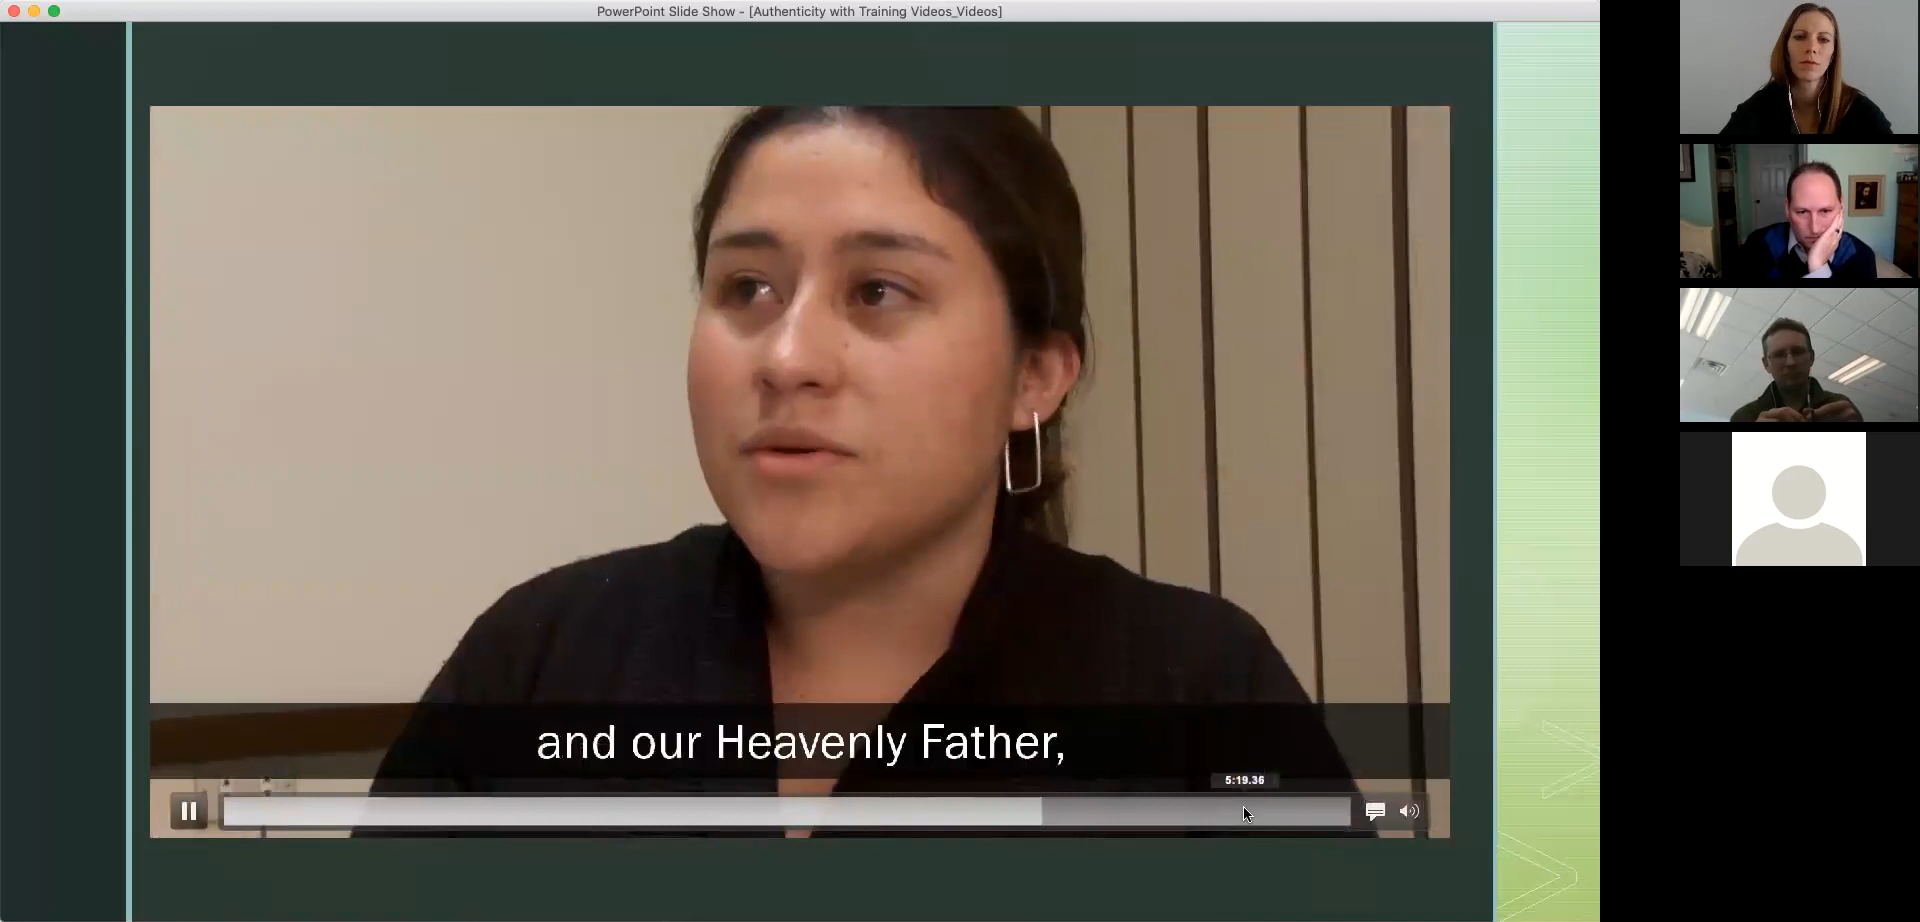 PowerPoint Slide Show - [Authenticity with Training Videos_Videos]
and our Heavenly Father,
5:19.36